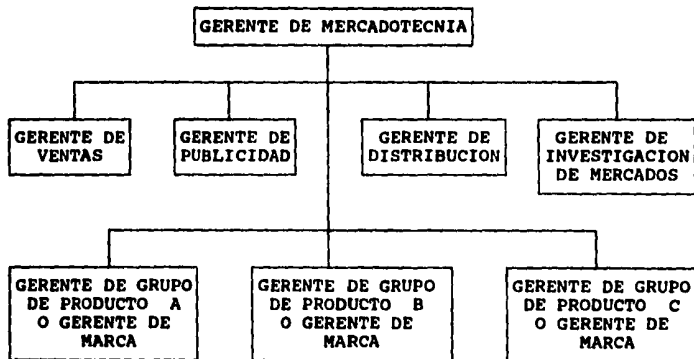 GERENTE DE MERCADOTECNIA
GERENTE DE
VENTAS
GERENTE DE
PUBLICIDAD
GERENTE DE
DISTRIBUCION
GERENTE DE
INVESTIGACION
DE MERCADOS
GERENTE DE GRUPO
DE PRODUCTO A
O GERENTE DE
MARCA
GERENTE DE GRUPO
DE PRODUCTO B
O GERENTE DE
MARCA
GERENTE DE GRUPO
DE PRODUCTO C
O GERENTE DE
MARCA